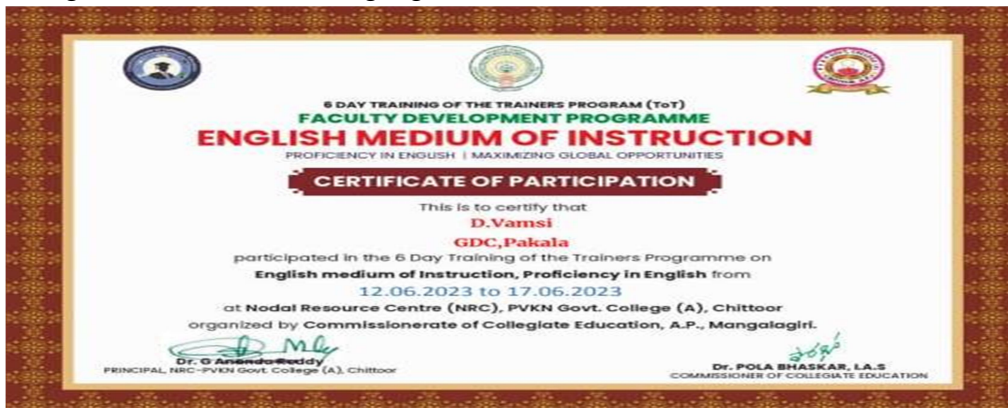 6 DAY TRAINING OF THE TRAINERS PROGRAM (ToT)
FACULTY DEVELOPMENT PROGRAMME
ENGLISH MEDIUM OF INSTRUCTION
PROFICIENCY IN ENGLISH | MAXIMIZING GLOBAL OPPORTUNITIES
CERTIFICATE OF PARTICIPATION
This is to certify that
D.Vamsi
GDC,Pakala
participated in the 6 Day Training of the Trainers Programme on
English medium of Instruction, Proficiency in English from
12.06.2023 to 17.06.2023
at Nodal Resource Centre (NRC), PVKN Govt. College (A), Chittoor
organized by Commissionerate of Collegiate Education, A.P., Mangalagiri.
Dr. G Ananda Reddy
PRINCIPAL, NRC-PVKN Govt. College (A), Chittoor
Dr. POLA BHASKAR, I.A.S
COMMISSIONER OF COLLEGIATE EDUCATION